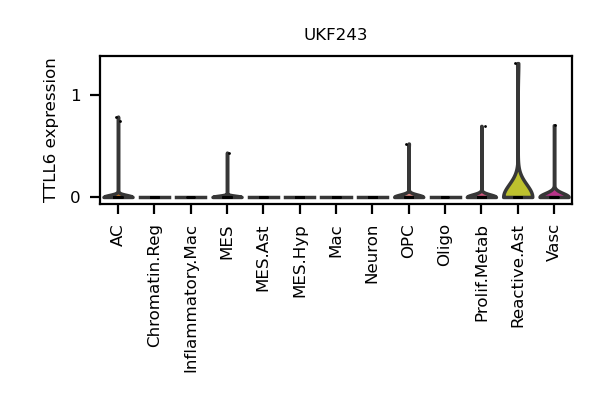 UKF243
TTLL6 expression
1
0
AC
Chromatin.Reg
Inflammatory.Mac
MES
MES.Ast
MES.Hyp
Mac
Neuron
OPC
Oligo
Prolif.Metab
Reactive.Ast
Vasc